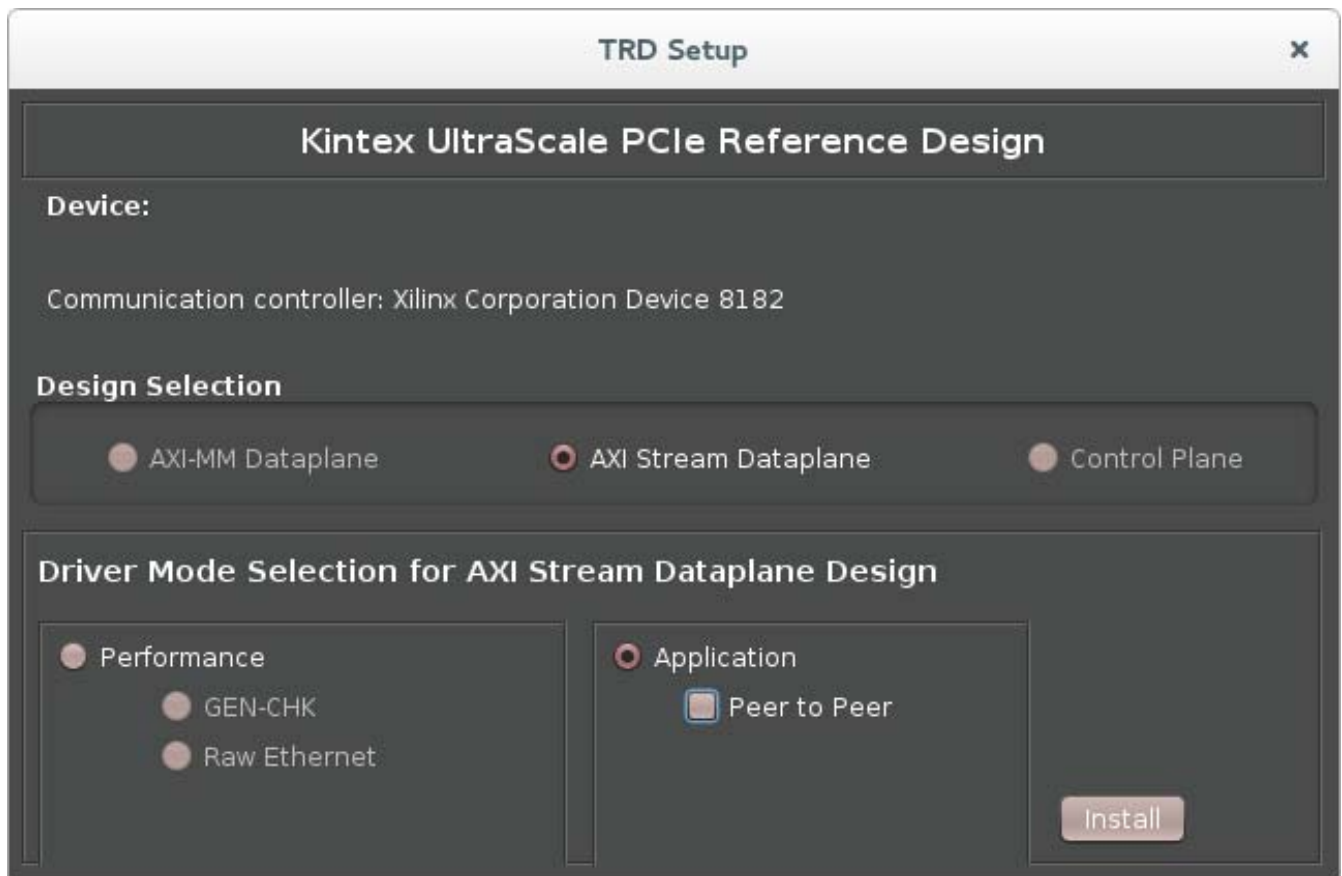 TRD Setup
Kintex UltraScale PCIe Reference Design
Device:
Communication controller: Xilinx Corporation Device 8182
Design Selection
AXI-MM Dataplane AXI Stream Dataplane Control Plane
Driver Mode Selection for AXI Stream Dataplane Design
Performance
GEN-CHK
Raw Ethernet
Application
Peer to Peer
Install